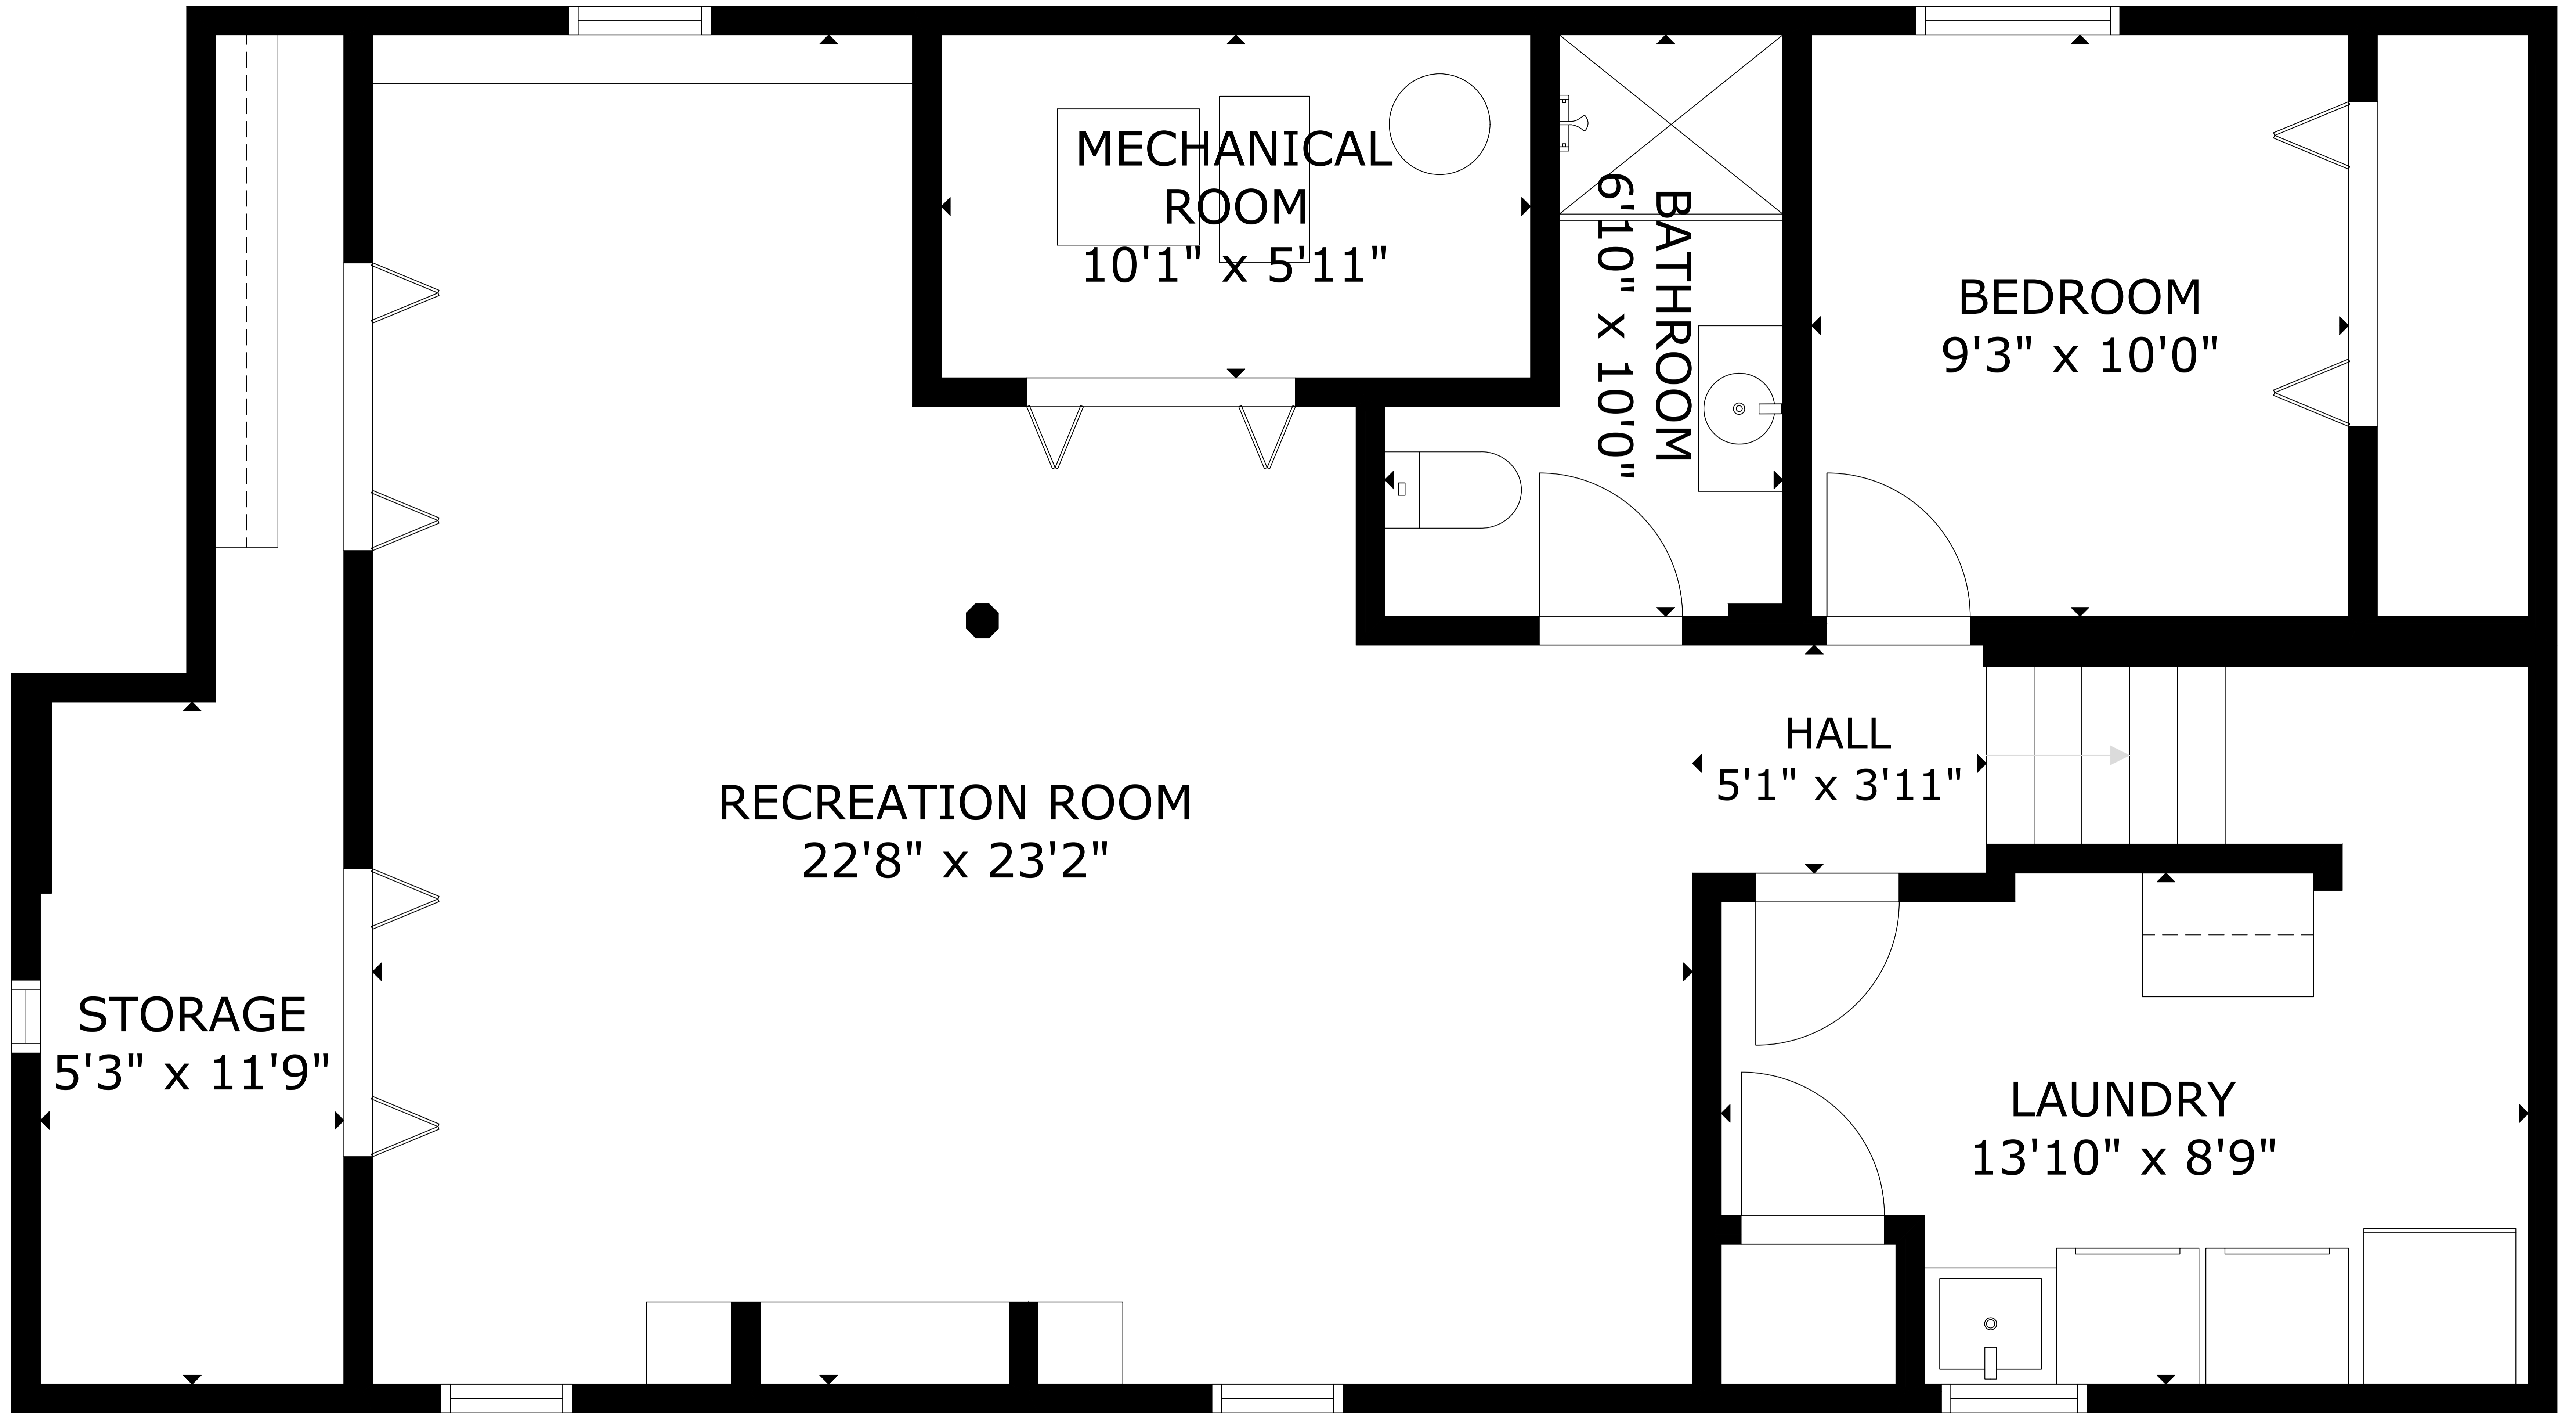 MECHANICAL
ROOM
10'1" x 5'11"
BATHROOM
6'10" x 10'0"
BEDROOM
9'3" x 10'0"
HALL
5'1" x 3'11"
RECREATION ROOM
22'8" x 23'2"
STORAGE
5'3" x 11'9"
LAUNDRY
13'10" x 8'9"